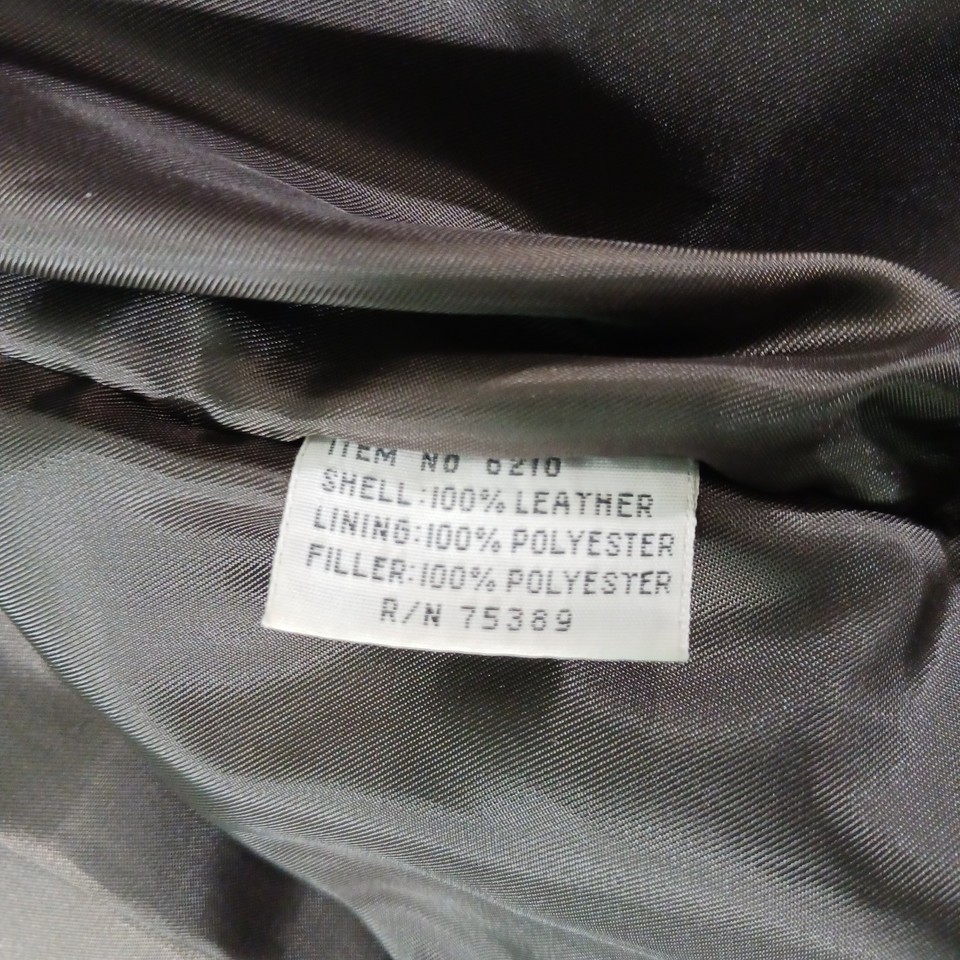 ITEM NO 6210
SHELL:100% LEATHER
LINING:100% POLYESTER
FILLER:100% POLYESTER
R/N 75389